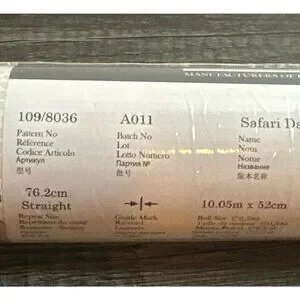 MANUFACTURERS OF
109/8036 A011 Safari Da
Pattern No Batch No Name
Référence Lot Nom
Codice Articolo Lotto Numero Nome
Артикул Партия № Название
型号 批号 版本名称
76.2cm 10.05m x 52cm
Straight
Repeat Size Guide Mark Roll Size
Raccord